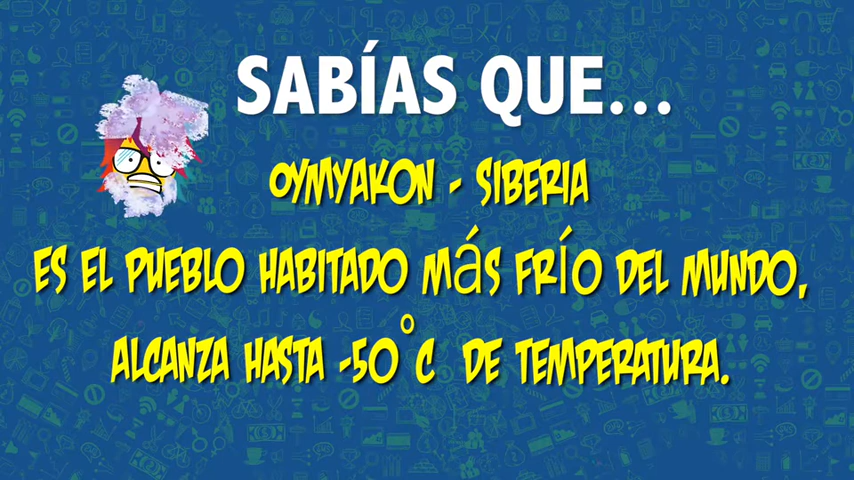 SABÍAS QUE...
OYMYAKON - SIBERIA
ES EL PUEBLO HABITADO MÁS FRÍO DEL MUNDO,
ALCANZA HASTA -50°C DE TEMPERATURA.